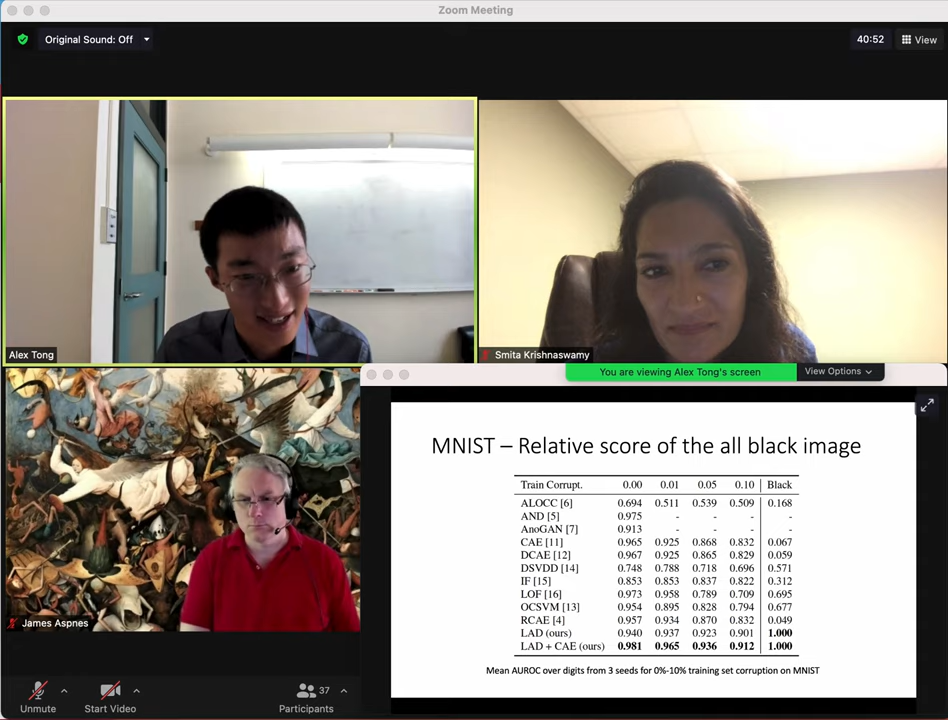 Zoom Meeting
Original Sound: Off
40:52
View
Alex Tong
Smita Krishnaswamy
You are viewing Alex Tong's screen
View Options
James Aspnes
MNIST – Relative score of the all black image
Train Corrupt. 0.00 0.01 0.05 0.10 Black
ALOCC [6] 0.694 0.511 0.539 0.509 0.168
AND [5] 0.975 - - - -
AnoGAN [7] 0.913 - - - -
CAE [11] 0.965 0.925 0.868 0.832 0.067
DCAE [12] 0.967 0.925 0.865 0.829 0.059
DSVDD [14] 0.748 0.788 0.718 0.696 0.571
IF [15] 0.853 0.853 0.837 0.822 0.312
LOF [16] 0.973 0.958 0.789 0.709 0.695
OCSVM [13] 0.954 0.895 0.828 0.794 0.677
RCAE [4] 0.957 0.934 0.870 0.832 0.049
LAD (ours) 0.940 0.937 0.923 0.901 1.000
LAD + CAE (ours) 0.981 0.965 0.936 0.912 1.000
Mean AUROC over digits from 3 seeds for 0%-10% training set corruption on MNIST
Unmute
Start Video
37
Participants